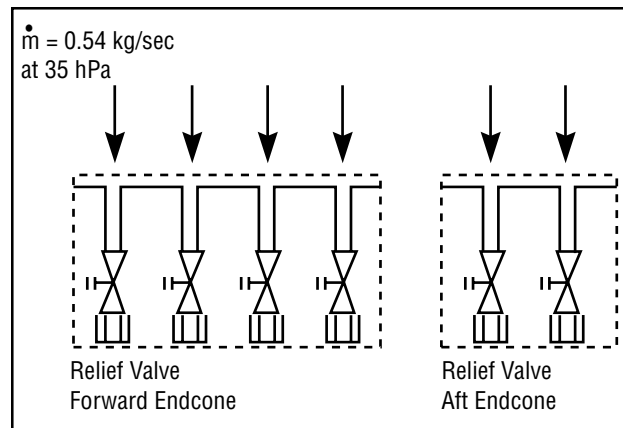 ṁ = 0.54 kg/sec
at 35 hPa
Relief Valve
Forward Endcone
Relief Valve
Aft Endcone